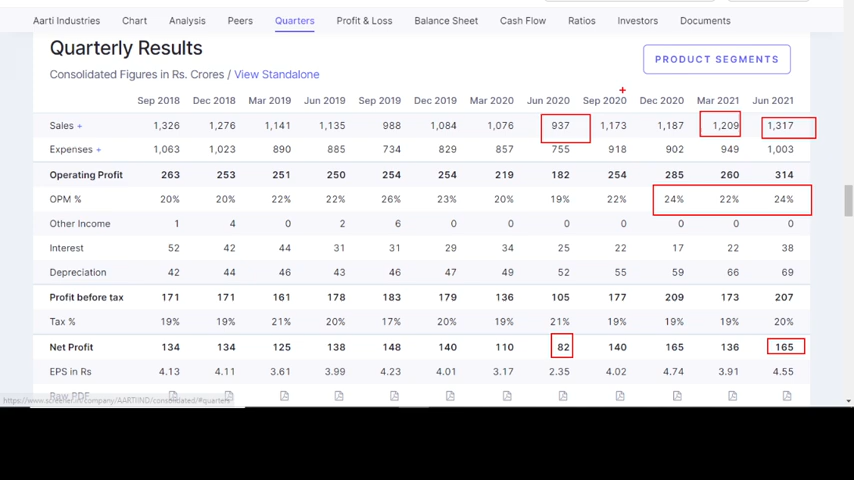 Aarti Industries Chart Analysis Peers Quarters Profit & Loss Balance Sheet Cash Flow Ratios Investors Documents
Quarterly Results
PRODUCT SEGMENTS
Consolidated Figures in Rs. Crores / View Standalone
Sep 2018 Dec 2018 Mar 2019 Jun 2019 Sep 2019 Dec 2019 Mar 2020 Jun 2020 Sep 2020 Dec 2020 Mar 2021 Jun 2021
Sales + 1,326 1,276 1,141 1,135 988 1,084 1,076 937 1,173 1,187 1,209 1,317
Expenses + 1,063 1,023 890 885 734 829 857 755 918 902 949 1,003
Operating Profit 263 253 251 250 254 254 219 182 254 285 260 314
OPM % 20% 20% 22% 22% 26% 23% 20% 19% 22% 24% 22% 24%
Other Income 1 4 0 2 6 0 0 0 0 0 0 0
Interest 52 42 44 31 31 29 34 25 22 17 22 38
Depreciation 42 44 46 43 46 47 49 52 55 59 66 69
Profit before tax 171 171 161 178 183 179 136 105 177 209 173 207
Tax % 19% 19% 21% 20% 17% 20% 19% 21% 19% 19% 19% 20%
Net Profit 134 134 125 138 148 140 110 82 140 165 136 165
EPS in Rs 4.13 4.11 3.61 3.99 4.23 4.01 3.17 2.35 4.02 4.74 3.91 4.55
Raw PDF
https://www.screener.in/company/AARTIIND/consolidated/#quarters